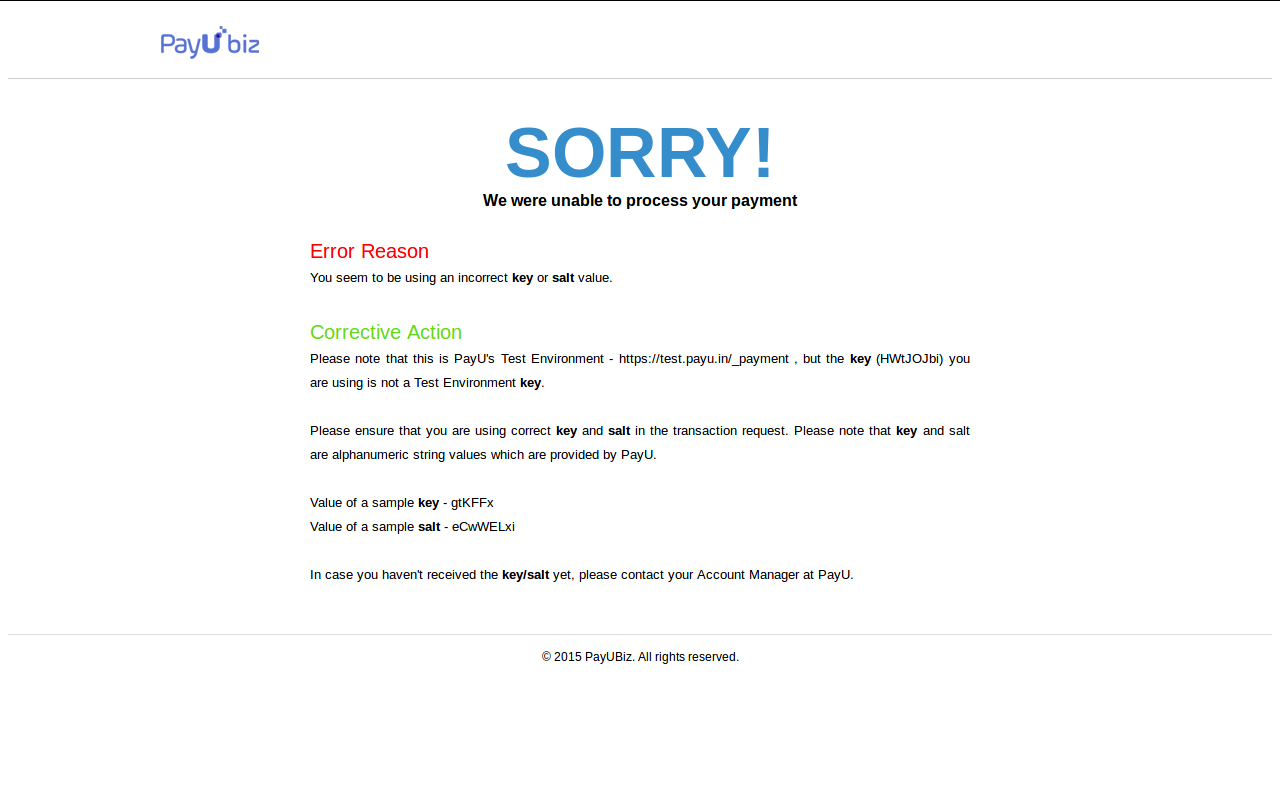 PayU biz
SORRY!
We were unable to process your payment
Error Reason
You seem to be using an incorrect key or salt value.
Corrective Action
Please note that this is PayU's Test Environment - https://test.payu.in/_payment , but the key (HWtJOJbi) you
are using is not a Test Environment key.
Please ensure that you are using correct key and salt in the transaction request. Please note that key and salt
are alphanumeric string values which are provided by PayU.
Value of a sample key - gtKFFx
Value of a sample salt - eCwWELxi
In case you haven't received the key/salt yet, please contact your Account Manager at PayU.
© 2015 PayUBiz. All rights reserved.